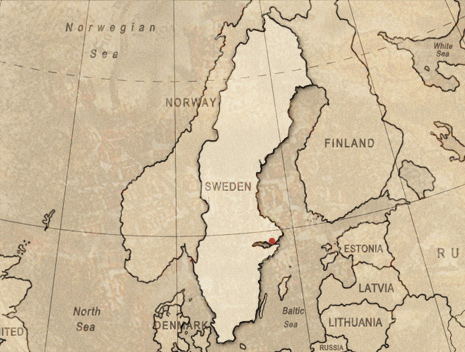 Norwegian
Sea
White
Sea
NORWAY
FINLAND
SWEDEN
ESTONIA
RU
LATVIA
North
Sea
Baltic
Sea
DENMARK
LITHUANIA
ITED
RUSSIA